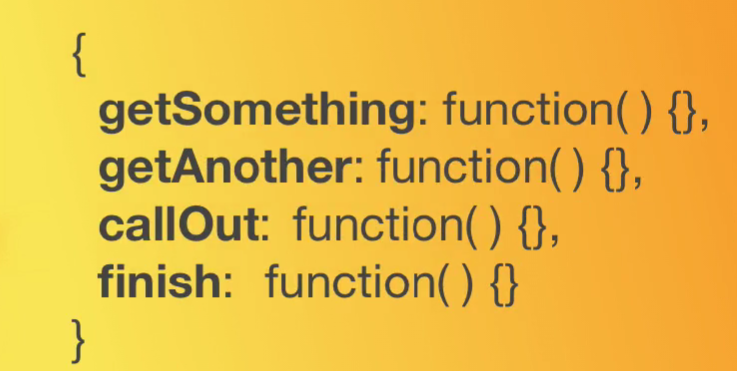 {
getSomething: function( ) {},
getAnother: function( ) {},
callOut: function( ) {},
finish: function( ) {}
}